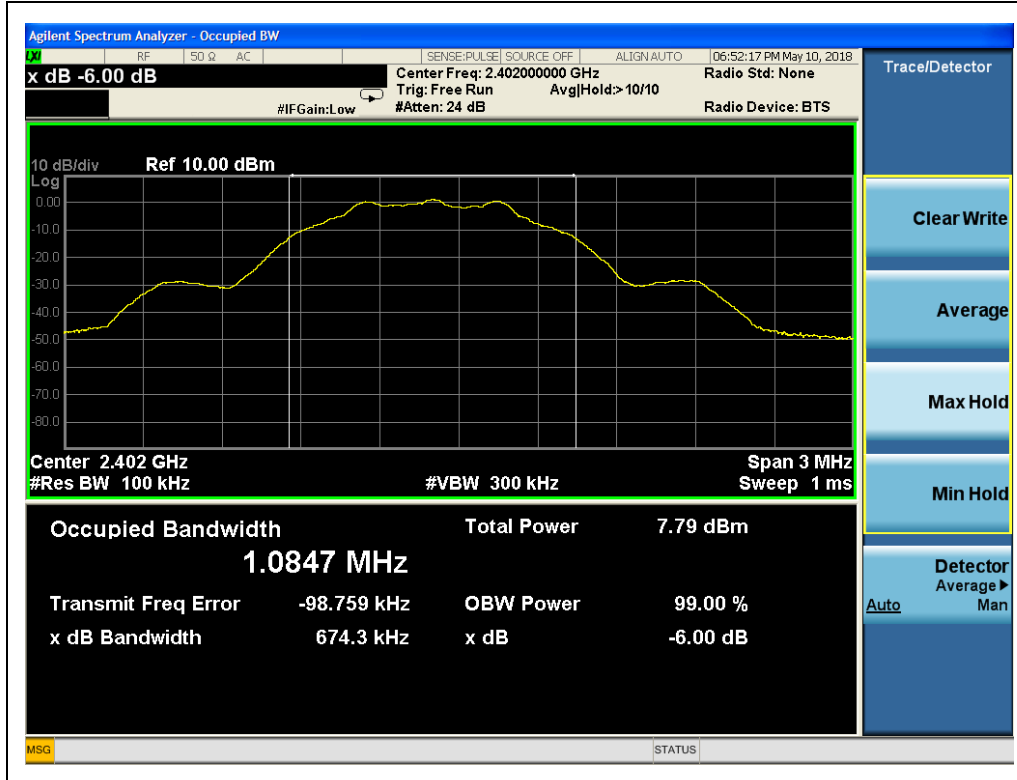 Agilent Spectrum Analyzer - Occupied BW
LXI RF 50 Ω AC SENSE:PULSE SOURCE OFF ALIGN AUTO 06:52:17 PM May 10, 2018
x dB -6.00 dB
Center Freq: 2.402000000 GHz
Radio Std: None
Trig: Free Run Avg|Hold:>10/10
#IFGain:Low
#Atten: 24 dB
Radio Device: BTS
10 dB/div Ref 10.00 dBm
Log
0.00
-10.0
-20.0
-30.0
-40.0
-50.0
-60.0
-70.0
-80.0
Center 2.402 GHz
Span 3 MHz
#Res BW 100 kHz
#VBW 300 kHz
Sweep 1 ms
Occupied Bandwidth
1.0847 MHz
Total Power 7.79 dBm
Transmit Freq Error -98.759 kHz
OBW Power 99.00 %
x dB Bandwidth 674.3 kHz
x dB -6.00 dB
Trace/Detector
Clear Write
Average
Max Hold
Min Hold
Detector
Average▶
Auto Man
MSG
STATUS